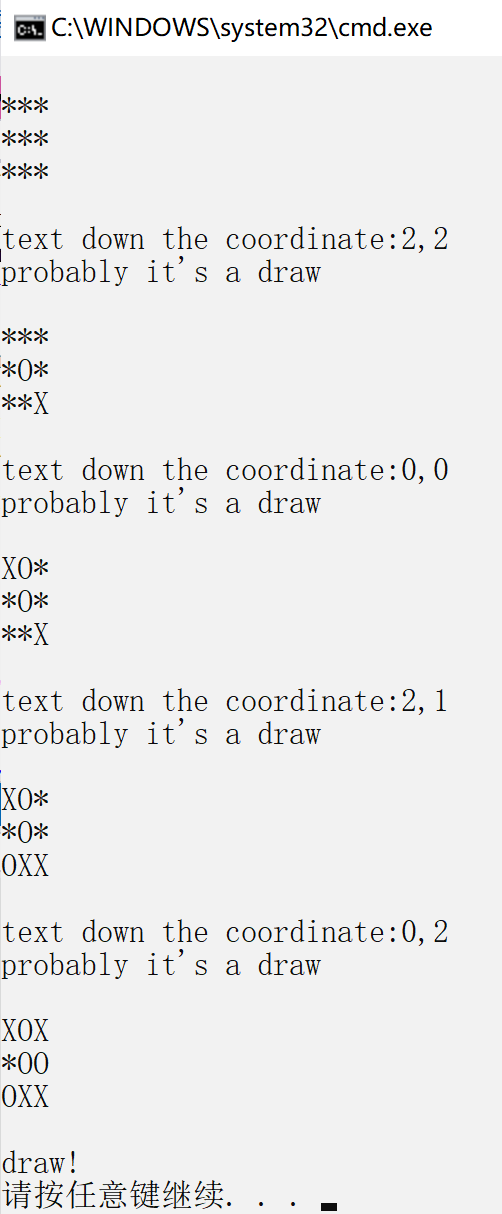 C:\WINDOWS\system32\cmd.exe
***
***
***
text down the coordinate:2,2
probably it's a draw
***
*O*
**X
text down the coordinate:0,0
probably it's a draw
XO*
*O*
**X
text down the coordinate:2,1
probably it's a draw
XO*
*O*
OXX
text down the coordinate:0,2
probably it's a draw
XOX
*OO
OXX
draw!
请按任意键继续. . .